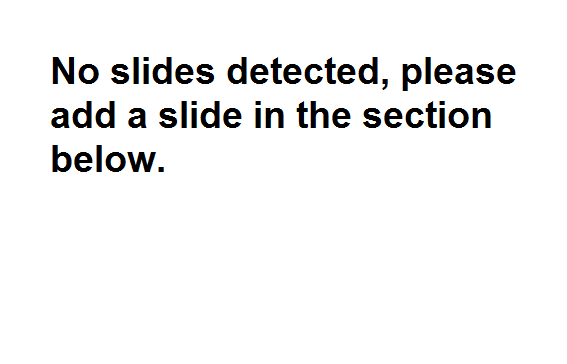 No slides detected, please
add a slide in the section
below.